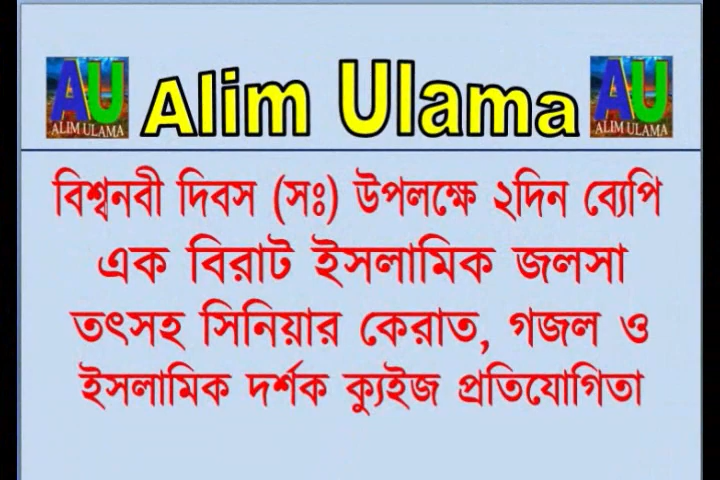 AU Alim Ulama AU
ALIM ULAMA ALIM ULAMA
বিশ্বনবী দিবস (সঃ) উপলক্ষে ২দিন ব্যেপি
এক বিরাট ইসলামিক জলসা
তৎসহ সিনিয়ার কেরাত, গজল ও
ইসলামিক দর্শক ক্যুইজ প্রতিযোগিতা